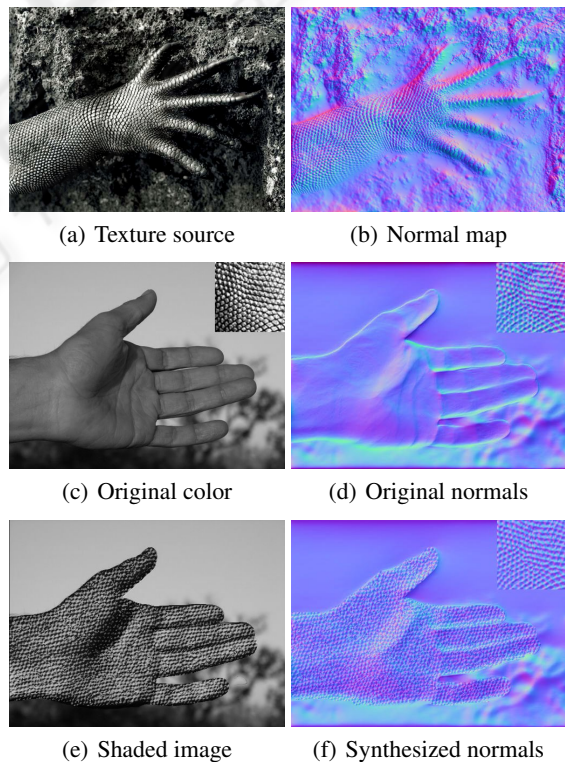 (a) Texture source
(b) Normal map
(c) Original color
(d) Original normals
(e) Shaded image
(f) Synthesized normals